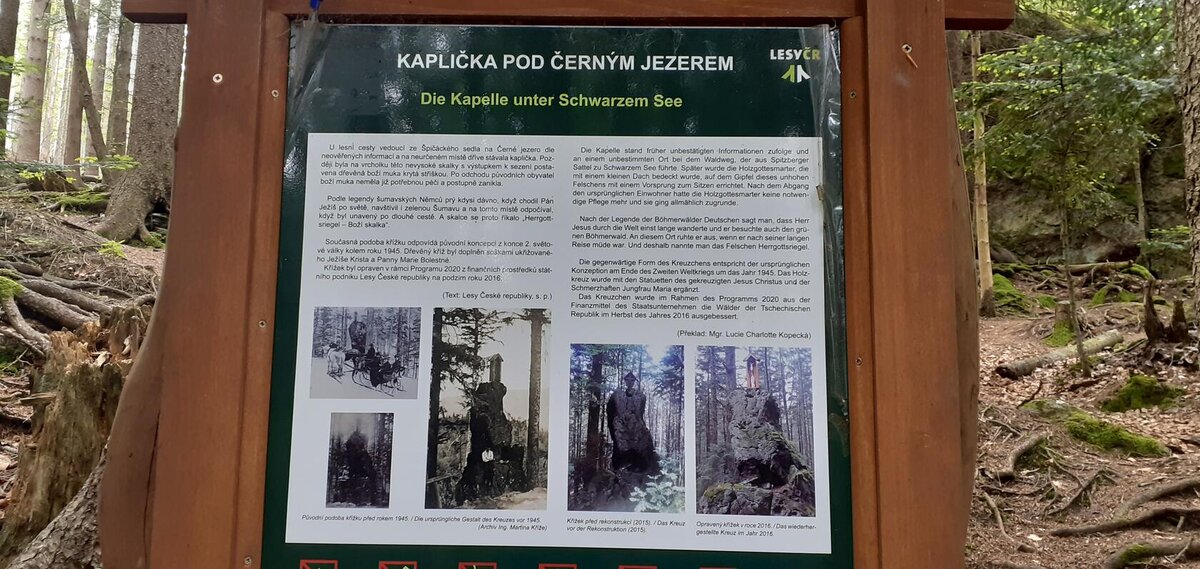 KAPLIČKA POD ČERNÝM JEZEREM
LESYČR
Die Kapelle unter Schwarzem See
U lesní cesty vedoucí ze Špičáckého sedla na Černé jezero dle
neověřených informací a na neurčeném místě dříve stávala kaplička. Poz-
ději byla na vrcholku této nevysoké skalky s výstupkem k sezení posta-
vena dřevěná boží muka krytá stříškou. Po odchodu původních obyvatel
boží muka neměla již potřebnou péči a postupně zanikla.
Podle legendy šumavských Němců prý kdysi dávno, když chodil Pán
Ježíš po světě, navštívil i zelenou Šumavu a na tomto místě odpočíval,
když byl unavený po dlouhé cestě. A skalce se proto říkalo „Herrgott-
sriegel – Boží skalka“.
Současná podoba křížku odpovídá původní koncepci z konce 2. světo-
vé války kolem roku 1945. Dřevěný kříž byl doplněn soškami ukřižované-
ho Ježíše Krista a Panny Marie Bolestné.
Křížek byl opraven v rámci Programu 2020 z finančních prostředků stát-
ního podniku Lesy České republiky na podzim roku 2016.
(Text: Lesy České republiky, s. p.)
Die Kapelle stand früher unbestätigten Informationen zufolge und
an einem unbestimmten Ort bei dem Waldweg, der aus Spitzberger
Sattel zu Schwarzem See führte. Später wurde die Holzgottesmarter, die
mit einem kleinen Dach bedeckt wurde, auf dem Gipfel dieses unhohen
Felschens mit einem Vorsprung zum Sitzen errichtet. Nach dem Abgang
den ursprünglichen Einwohner hatte die Holzgottesmarter keine notwen-
dige Pflege mehr und sie ging allmählich zugrunde.
Nach der Legende der Böhmerwälder Deutschen sagt man, dass Herr
Jesus durch die Welt einst lange wanderte und er besuchte auch den grü-
nen Böhmerwald. An diesem Ort ruhte er aus, wenn er nach seiner langen
Reise müde war. Und deshalb nannte man das Felschen Herrgottsriegel.
Die gegenwärtige Form des Kreuzchens entspricht der ursprünglichen
Konzeption am Ende des Zweiten Weltkriegs um das Jahr 1945. Das Holz-
kreuz wurde mit den Statuetten des gekreuzigten Jesus Christus und der
Schmerzhaften Jungfrau Maria ergänzt.
Das Kreuzchen wurde im Rahmen des Programms 2020 aus der
Finanzmittel des Staatsunternehmen die Wälder der Tschechischen
Republik im Herbst des Jahres 2016 ausgebessert.
(Překlad: Mgr. Lucie Charlotte Kopecká)
Původní podoba křížku před rokem 1945. / Die ursprüngliche Gestalt des Kreuzes vor 1945.
(Archiv Ing. Martina Kříže)
Křížek před rekonstrukcí (2015). / Das Kreuz
vor der Rekonstruktion (2015).
Opravený křížek v roce 2016. / Das wiederher-
gestellte Kreuz im Jahr 2016.